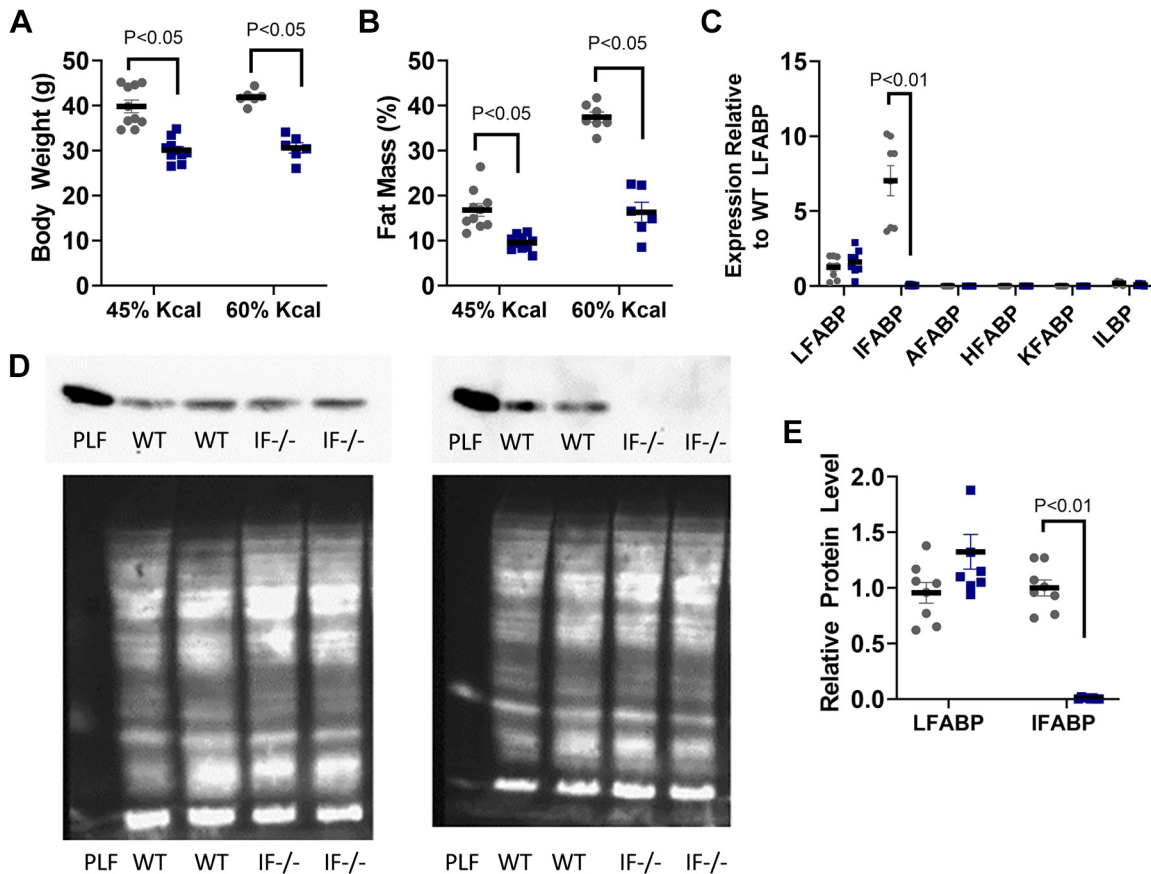 A
P<0.05
P<0.05
Body Weight (g)
50
40
30
20
10
0
45% Kcal
60% Kcal
B
P<0.05
P<0.05
Fat Mass (%)
50
40
30
20
10
0
45% Kcal
60% Kcal
C
P<0.01
Expression Relative
to WT LFABP
15
10
5
0
LFABP
IFABP
AFABP
HFABP
KFABP
ILBP
D
PLF WT WT IF-/- IF-/-
PLF WT WT IF-/- IF-/-
PLF WT WT IF-/- IF-/-
PLF WT WT IF-/- IF-/-
E
P<0.01
Relative Protein Level
2.0
1.5
1.0
0.5
0.0
LFABP
IFABP